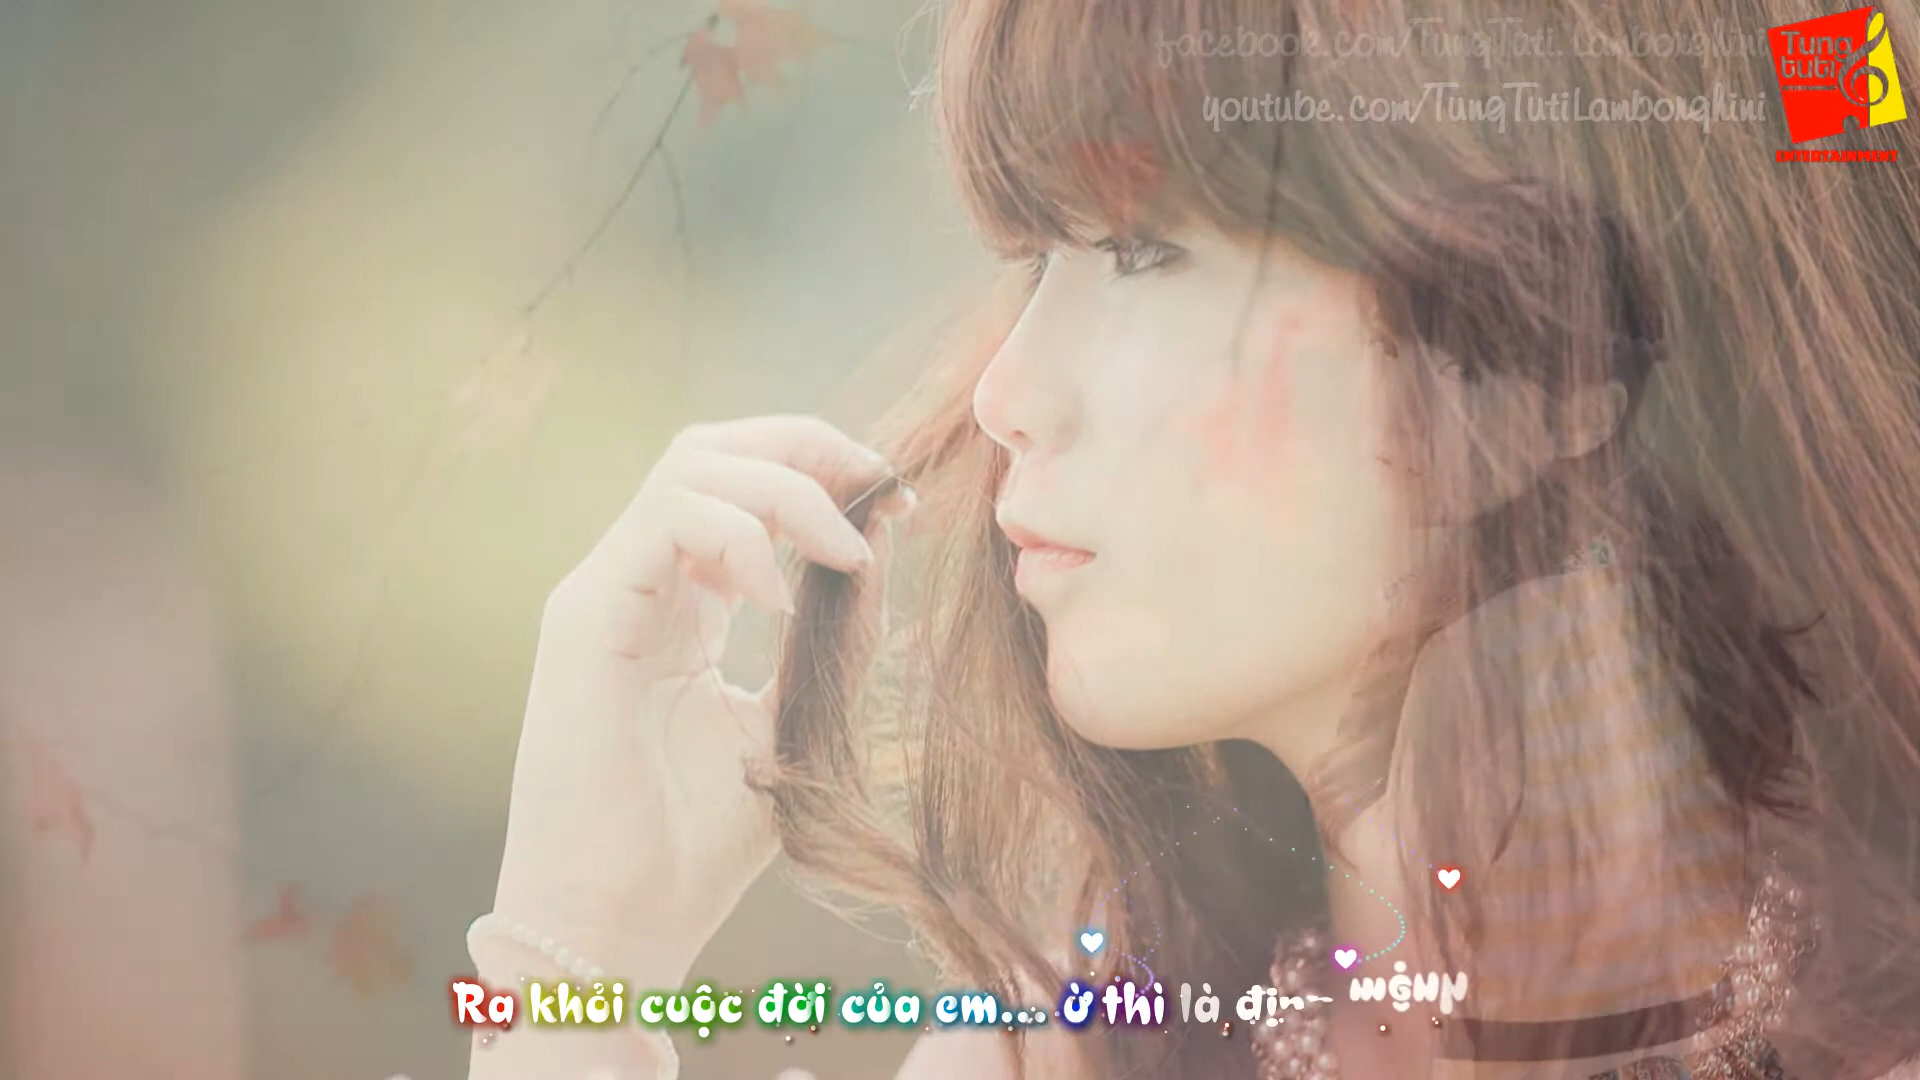 facebook.com/TungTuti.Lamborghini
youtube.com/TungTutiLamborghini
Tung
tuti
ENTERTAINMENT
Ra khỏi cuộc đời của em... ừ thì là định mệnh